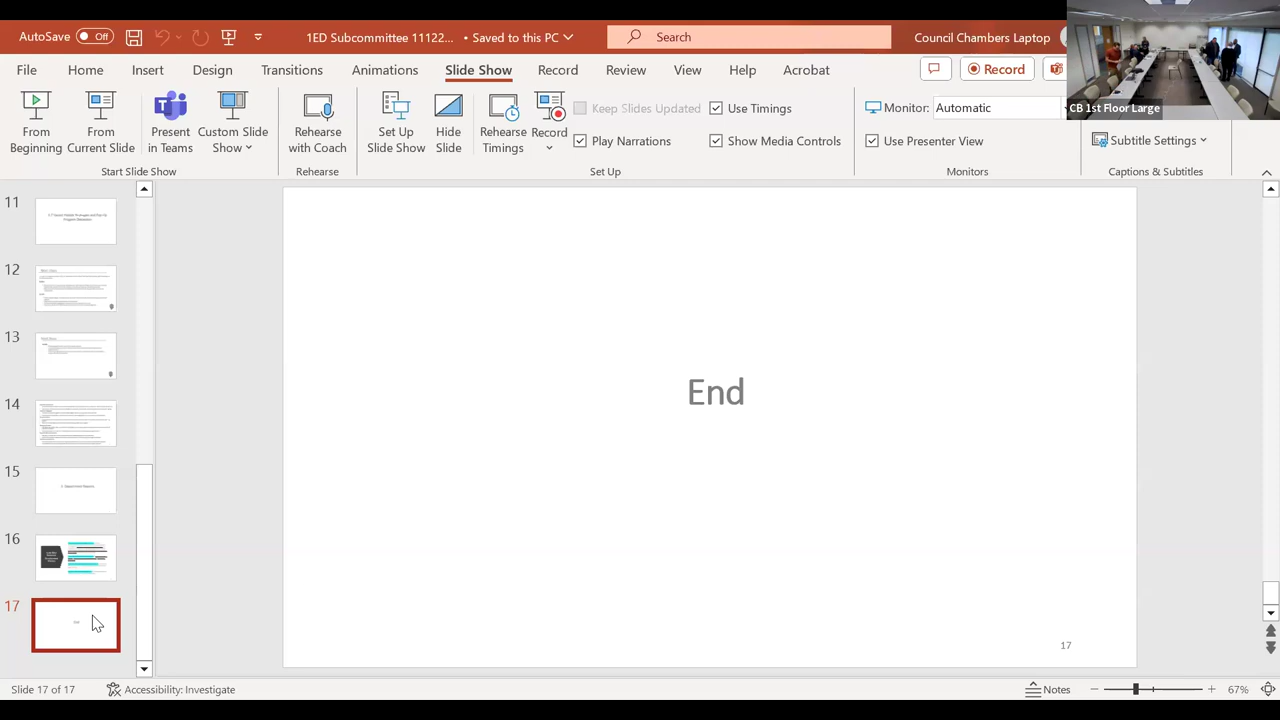 AutoSave Off 1ED Subcommittee 11122... • Saved to this PC Search Council Chambers Laptop
File Home Insert Design Transitions Animations Slide Show Record Review View Help Acrobat Record
CB 1st Floor Large
From Beginning
From Current Slide
Present in Teams
Custom Slide Show
Rehearse with Coach
Set Up Slide Show
Hide Slide
Rehearse Timings
Record
Keep Slides Updated
Play Narrations
Use Timings
Show Media Controls
Monitor: Automatic
Use Presenter View
Subtitle Settings
Start Slide Show Rehearse Set Up Monitors Captions & Subtitles
11
12
13
14
15
16
17
End
17
Slide 17 of 17 Accessibility: Investigate Notes 67%